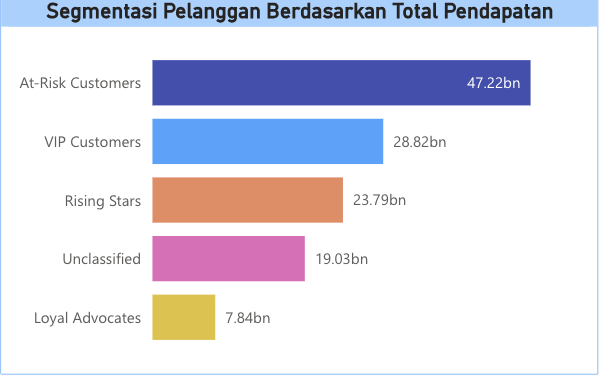 Segmentasi Pelanggan Berdasarkan Total Pendapatan
At-Risk Customers 47.22bn
VIP Customers 28.82bn
Rising Stars 23.79bn
Unclassified 19.03bn
Loyal Advocates 7.84bn